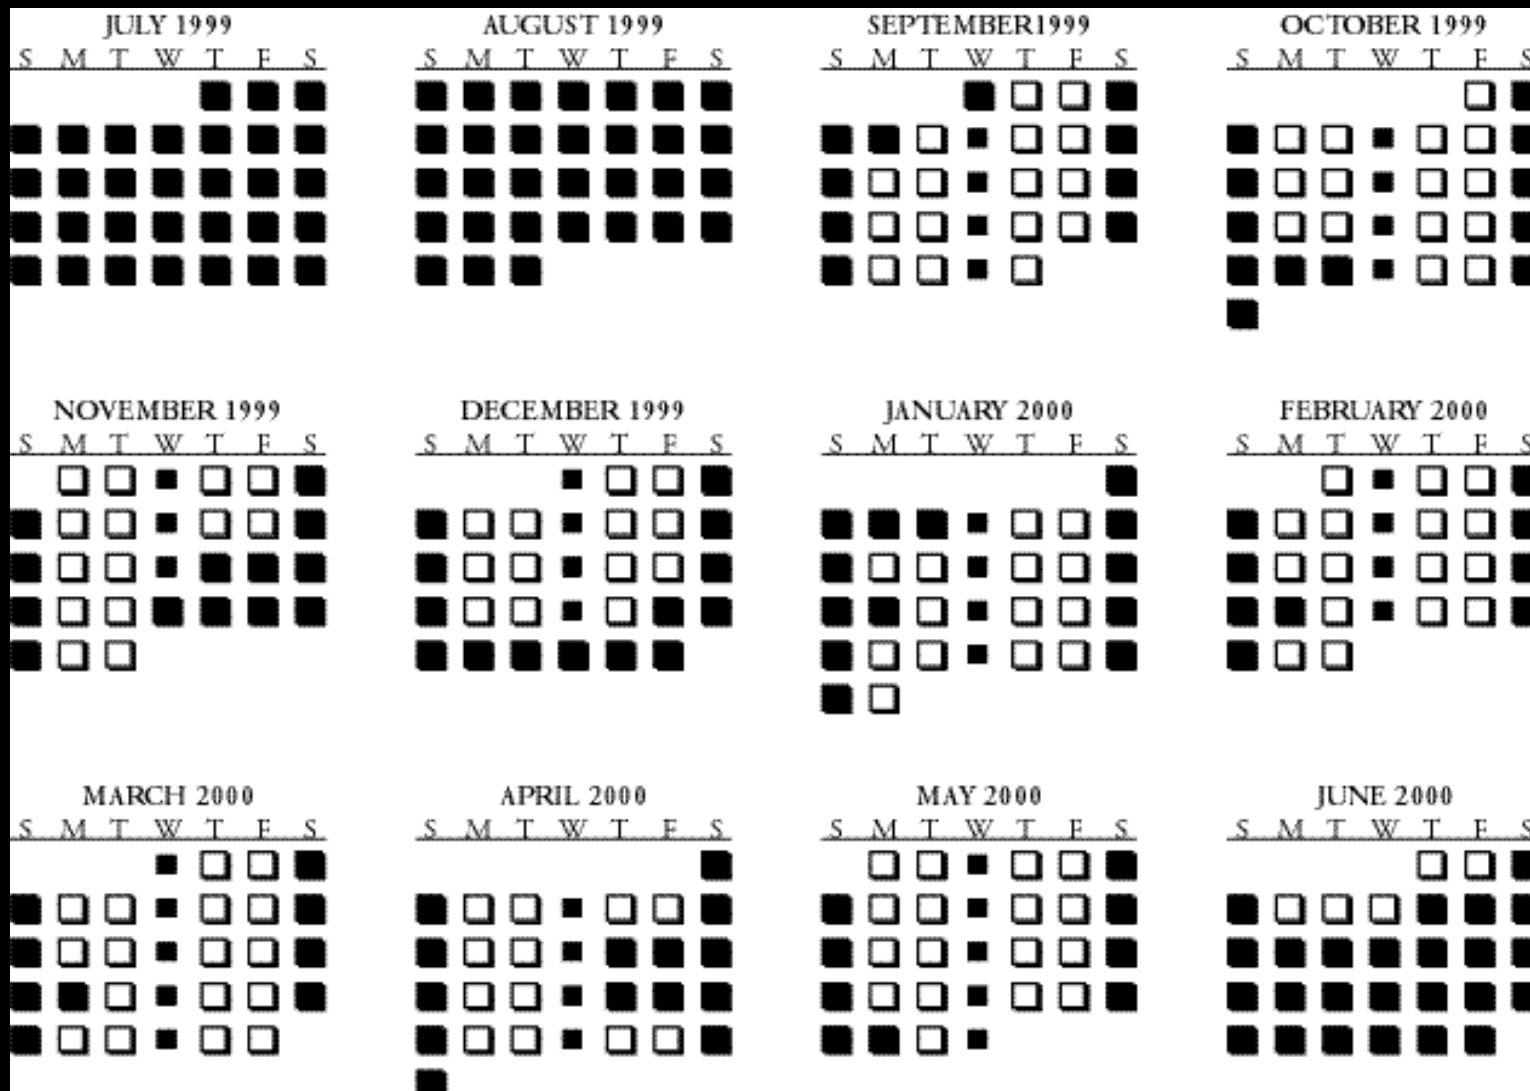 JULY 1999 AUGUST 1999 SEPTEMBER1999 OCTOBER 1999
S M T W T F S S M T W T F S S M T W T F S S M T W T F S
NOVEMBER 1999 DECEMBER 1999 JANUARY 2000 FEBRUARY 2000
S M T W T F S S M T W T F S S M T W T F S S M T W T F S
MARCH 2000 APRIL 2000 MAY 2000 JUNE 2000
S M T W T F S S M T W T F S S M T W T F S S M T W T F S